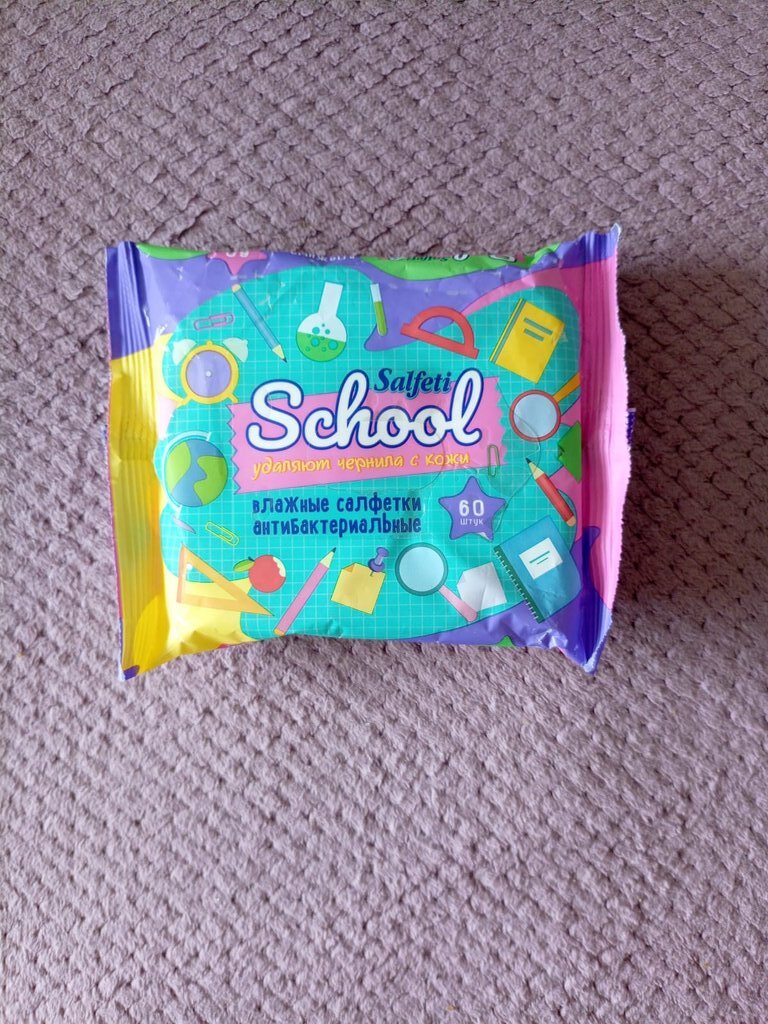 Salfeti
School
удаляют чернила с кожи
влажные салфетки
антибактериальные
60
штук